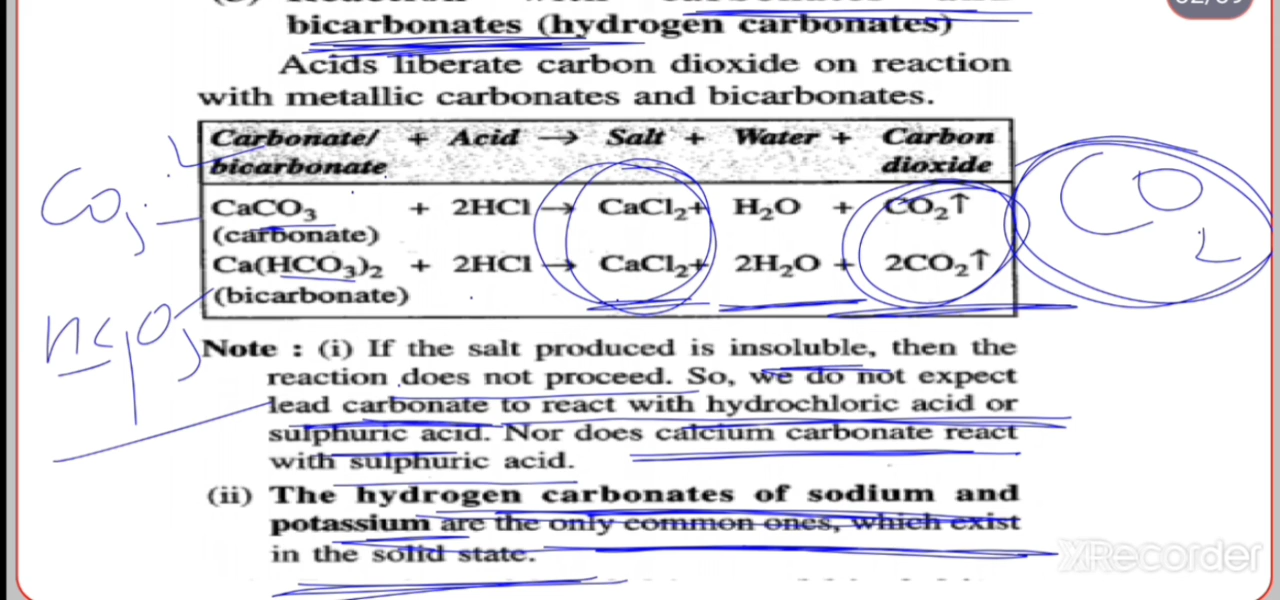 bicarbonates (hydrogen carbonates)
Acids liberate carbon dioxide on reaction
with metallic carbonates and bicarbonates.
Carbonate/ + Acid → Salt + Water + Carbon
bicarbonate dioxide
CO3
CO2
CaCO₃ + 2HCl → CaCl₂+ H₂O + CO₂↑
(carbonate)
Ca(HCO₃)₂ + 2HCl → CaCl₂+ 2H₂O + 2CO₂↑
(bicarbonate)
Note : (i) If the salt produced is insoluble, then the
reaction does not proceed. So, we do not expect
lead carbonate to react with hydrochloric acid or
sulphuric acid. Nor does calcium carbonate react
with sulphuric acid.
(ii) The hydrogen carbonates of sodium and
potassium are the only common ones, which exist
in the solid state.
XRecorder